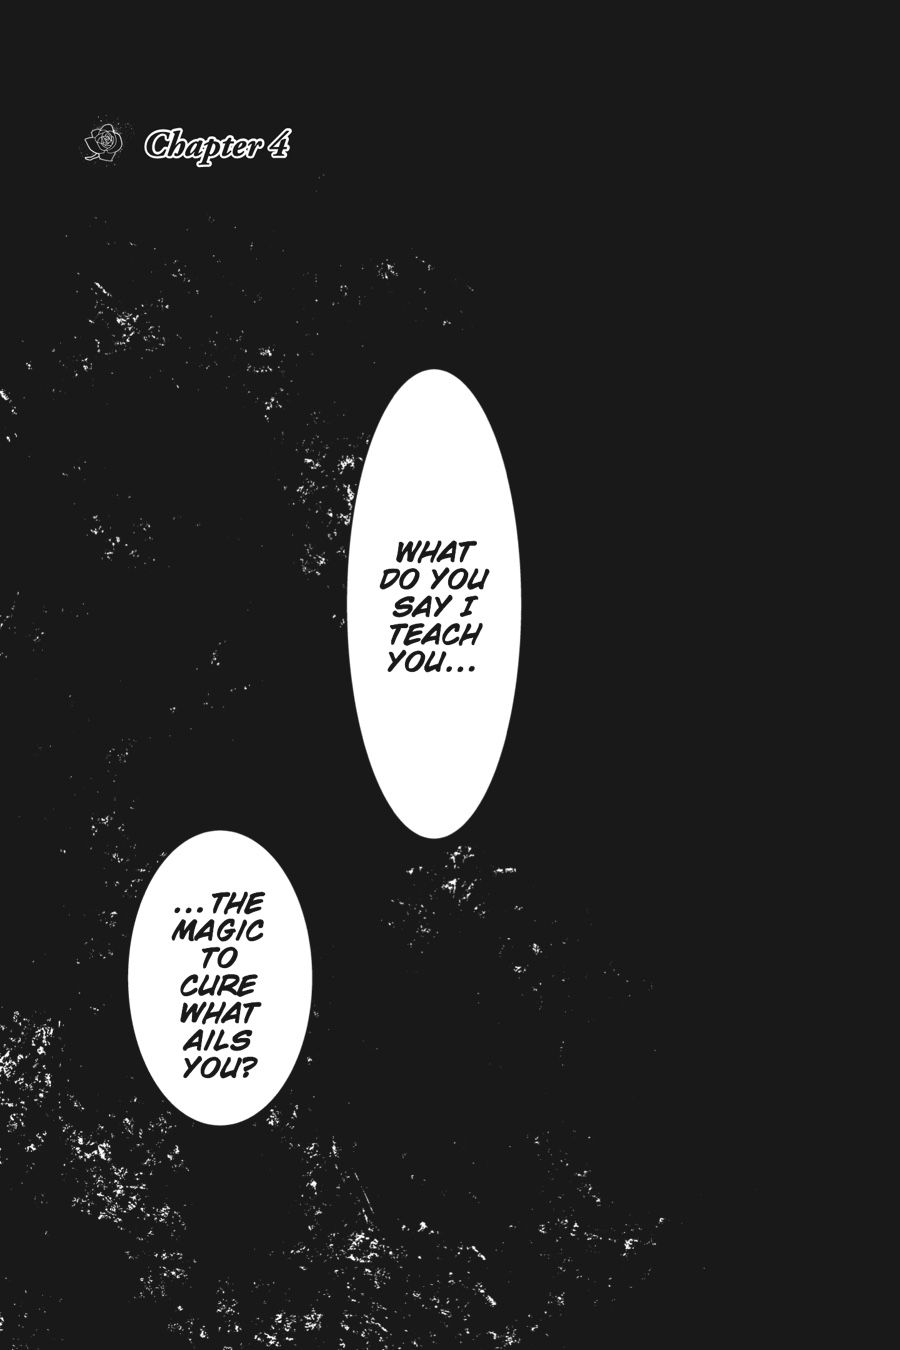 Chapter 4
WHAT
DO YOU
SAY I
TEACH
YOU...
...THE
MAGIC
TO
CURE
WHAT
AILS
YOU?